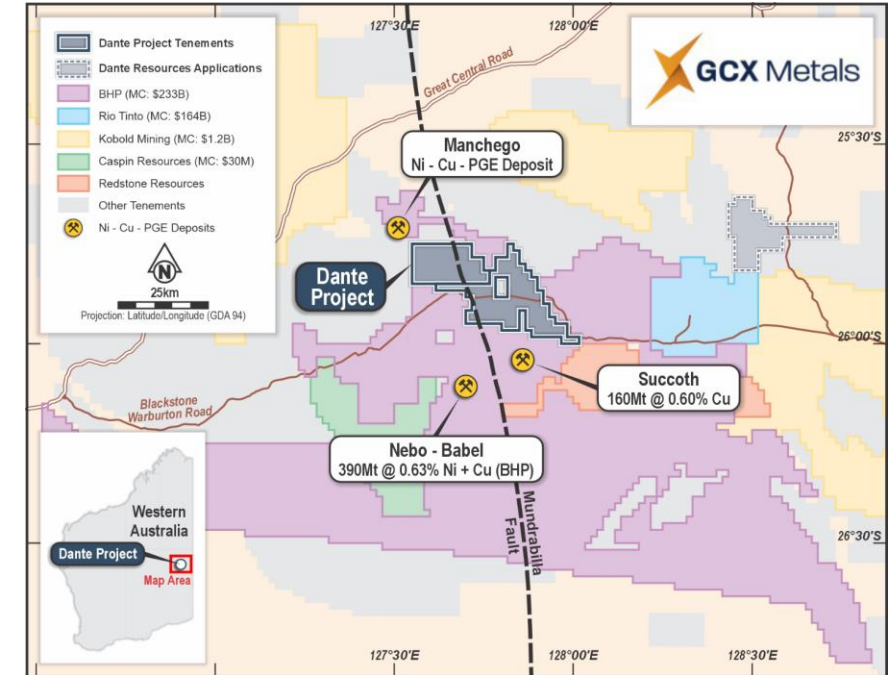 127°30'E
128°00'E
Dante Project Tenements
Dante Resources Applications
BHP (MC: $233B)
Rio Tinto (MC: $164B)
Kobold Mining (MC: $1.2B)
Caspin Resources (MC: $30M)
Redstone Resources
Other Tenements
Ni - Cu - PGE Deposits
N
25km
Projection: Latitude/Longitude (GDA 94)
Great Central Road
GCX Metals
25°30'S
Manchego
Ni - Cu - PGE Deposit
Dante
Project
26°00'S
Succoth
160Mt @ 0.60% Cu
Blackstone
Warburton Road
Nebo - Babel
390Mt @ 0.63% Ni + Cu (BHP)
Mundrabilla
Fault
26°30'S
Western
Australia
Dante Project
Map Area
127°30'E
128°00'E
128°30'E